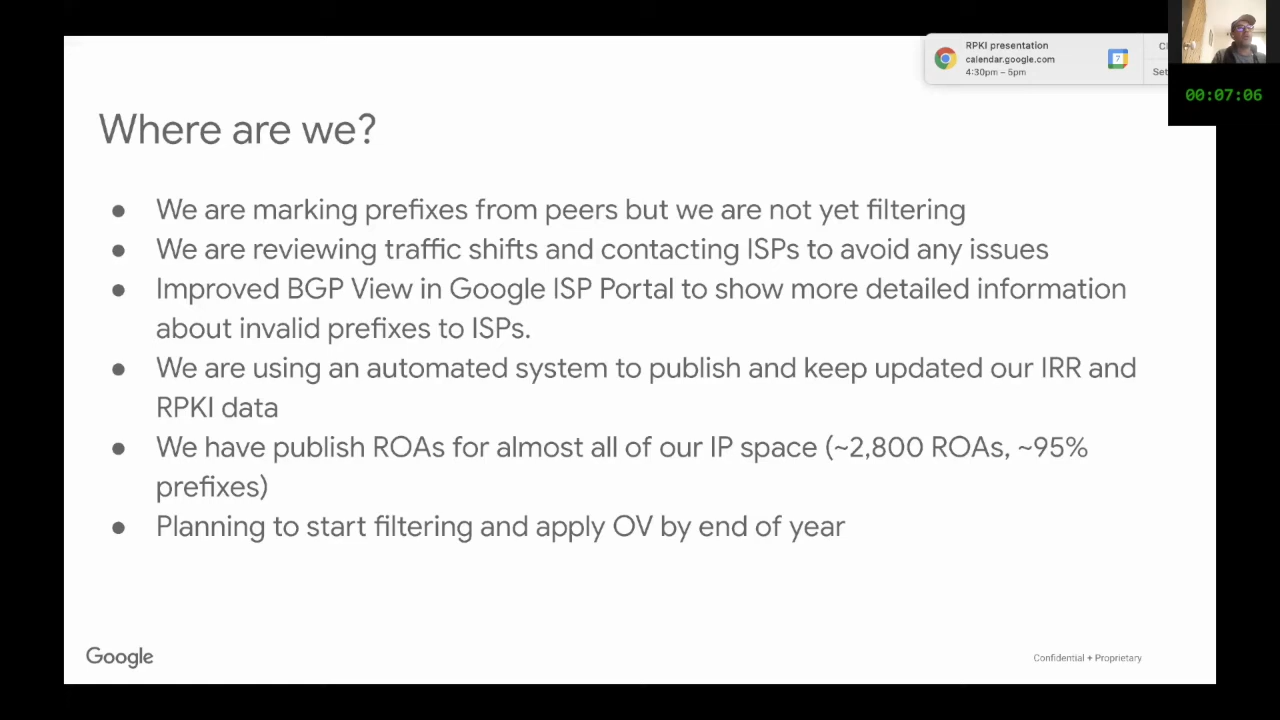 RPKI presentation
calendar.google.com
4:30pm – 5pm
7
Cl
Set
00:07:06
Where are we?
● We are marking prefixes from peers but we are not yet filtering
● We are reviewing traffic shifts and contacting ISPs to avoid any issues
● Improved BGP View in Google ISP Portal to show more detailed information
about invalid prefixes to ISPs.
● We are using an automated system to publish and keep updated our IRR and
RPKI data
● We have publish ROAs for almost all of our IP space (~2,800 ROAs, ~95%
prefixes)
● Planning to start filtering and apply OV by end of year
Google
Confidential + Proprietary